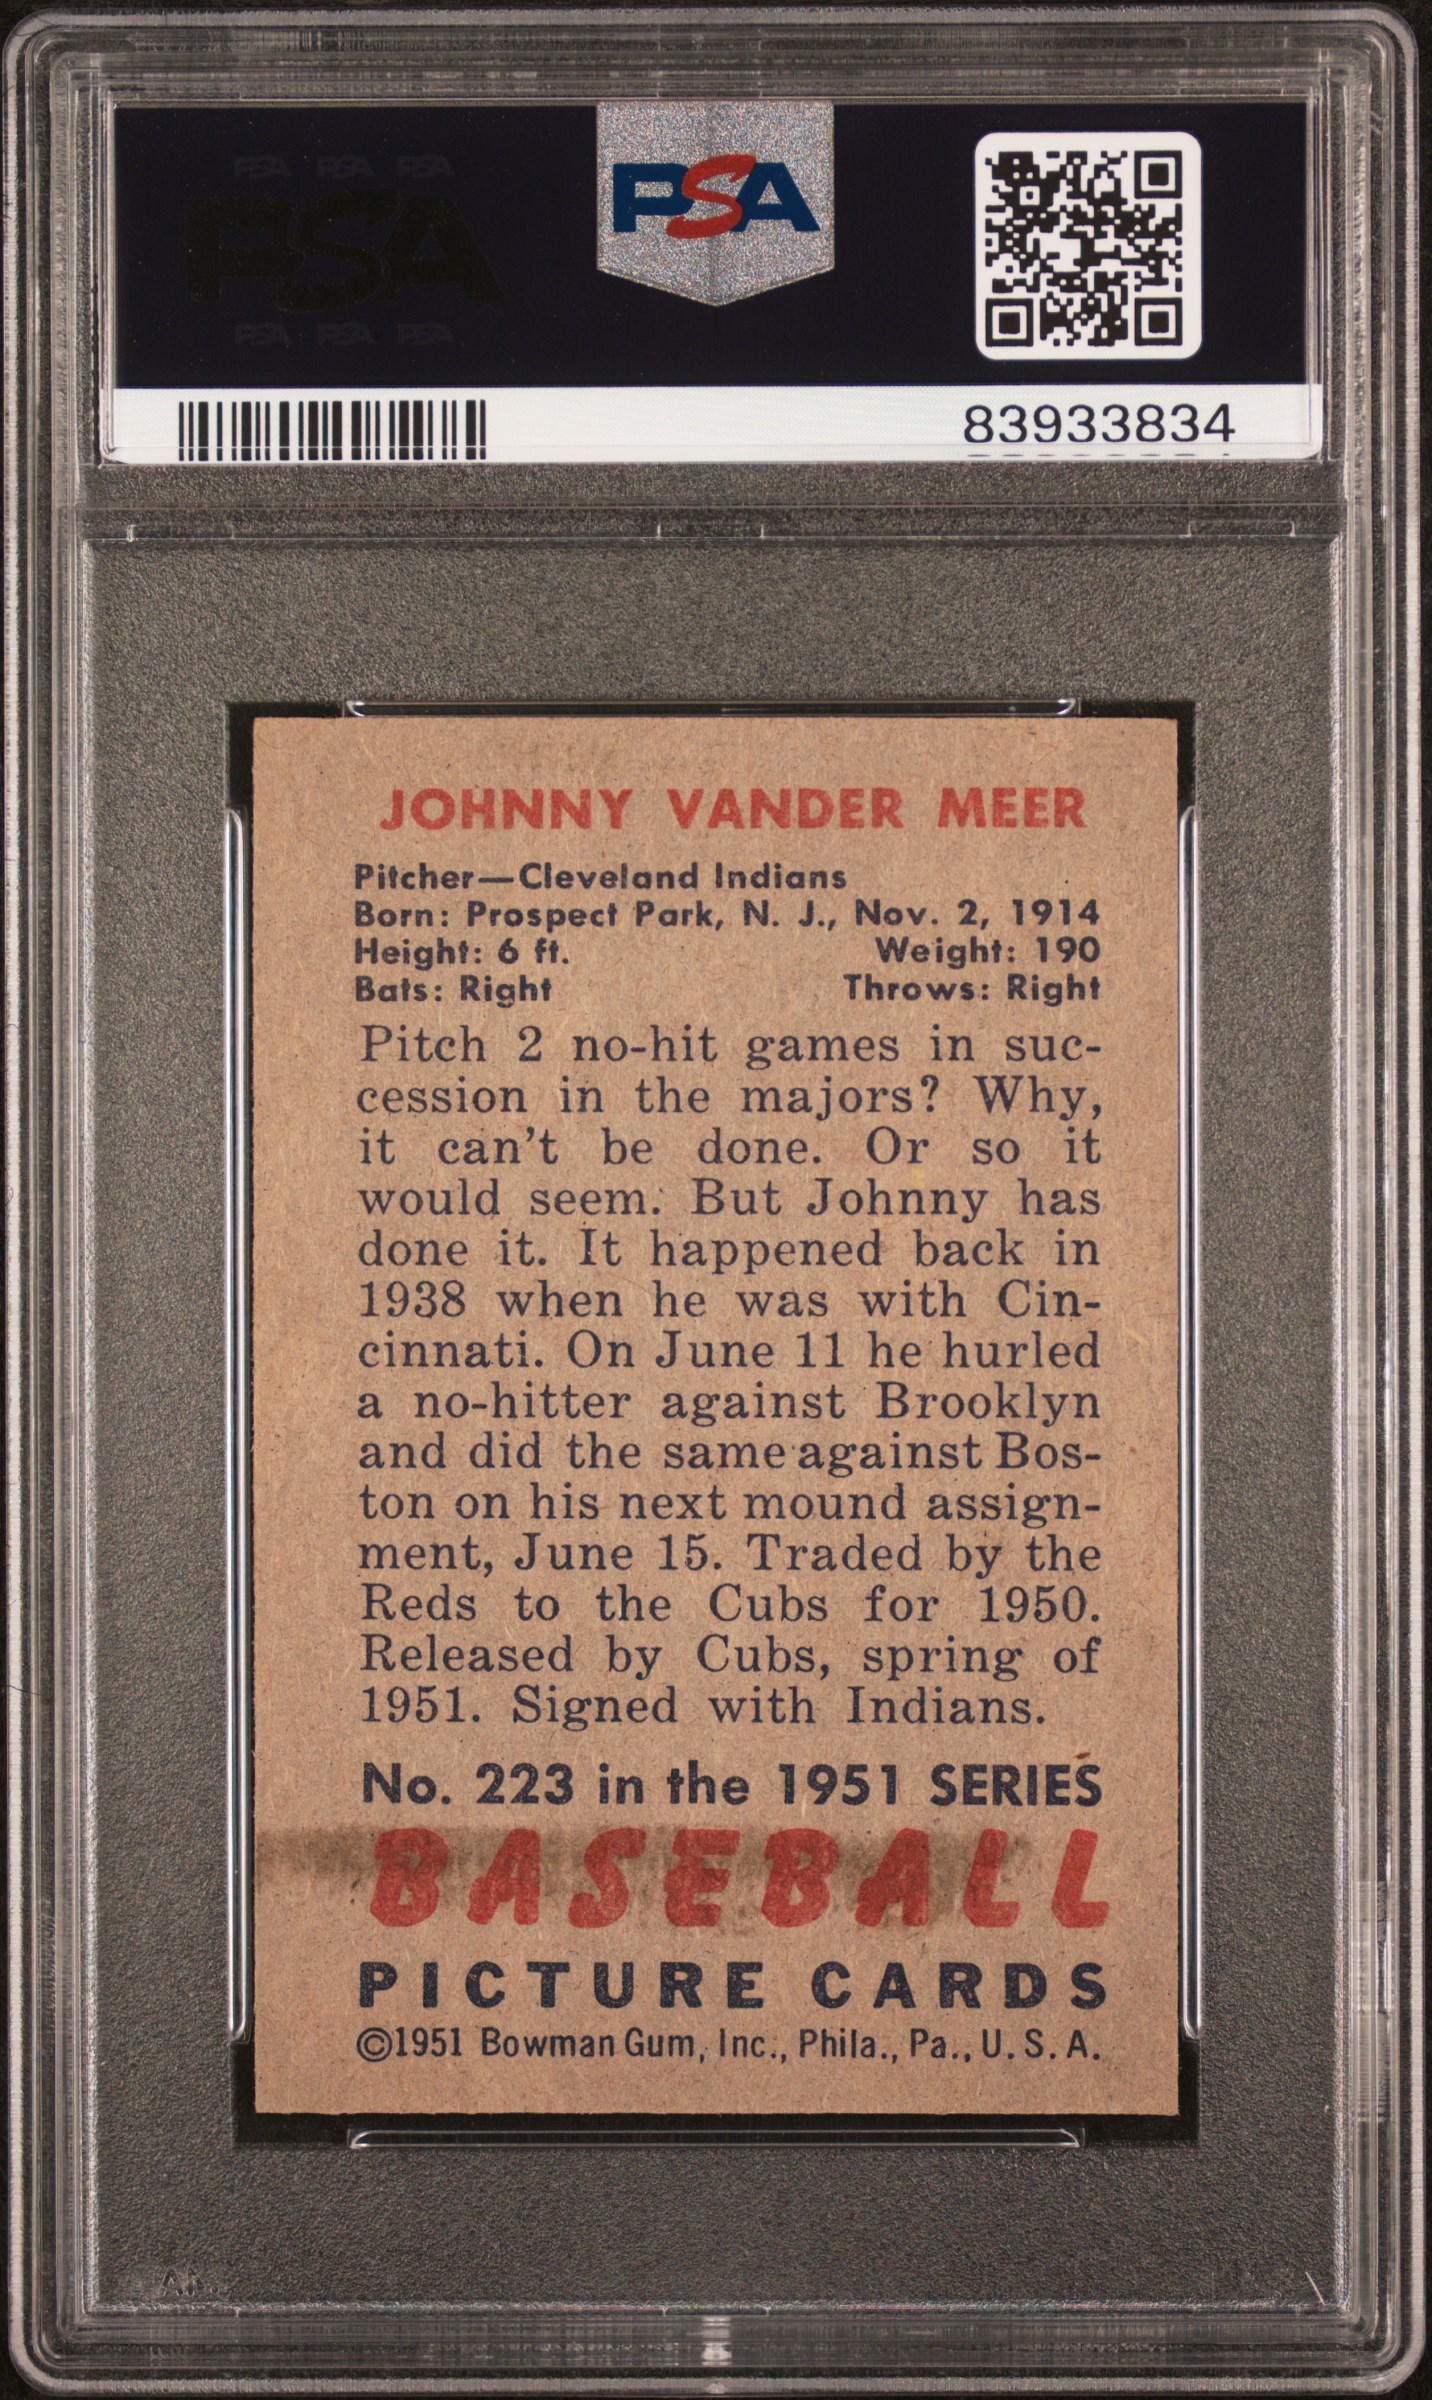 PSA PSA PSA
PSA
PSA PSA PSA
PSA
83933834
JOHNNY VANDER MEER
Pitcher—Cleveland Indians
Born: Prospect Park, N. J., Nov. 2, 1914
Height: 6 ft. Weight: 190
Bats: Right Throws: Right
Pitch 2 no-hit games in suc-
cession in the majors? Why,
it can't be done. Or so it
would seem. But Johnny has
done it. It happened back in
1938 when he was with Cin-
cinnati. On June 11 he hurled
a no-hitter against Brooklyn
and did the same against Bos-
ton on his next mound assign-
ment, June 15. Traded by the
Reds to the Cubs for 1950.
Released by Cubs, spring of
1951. Signed with Indians.
No. 223 in the 1951 SERIES
BASEBALL
PICTURE CARDS
©1951 Bowman Gum, Inc., Phila., Pa., U. S. A.